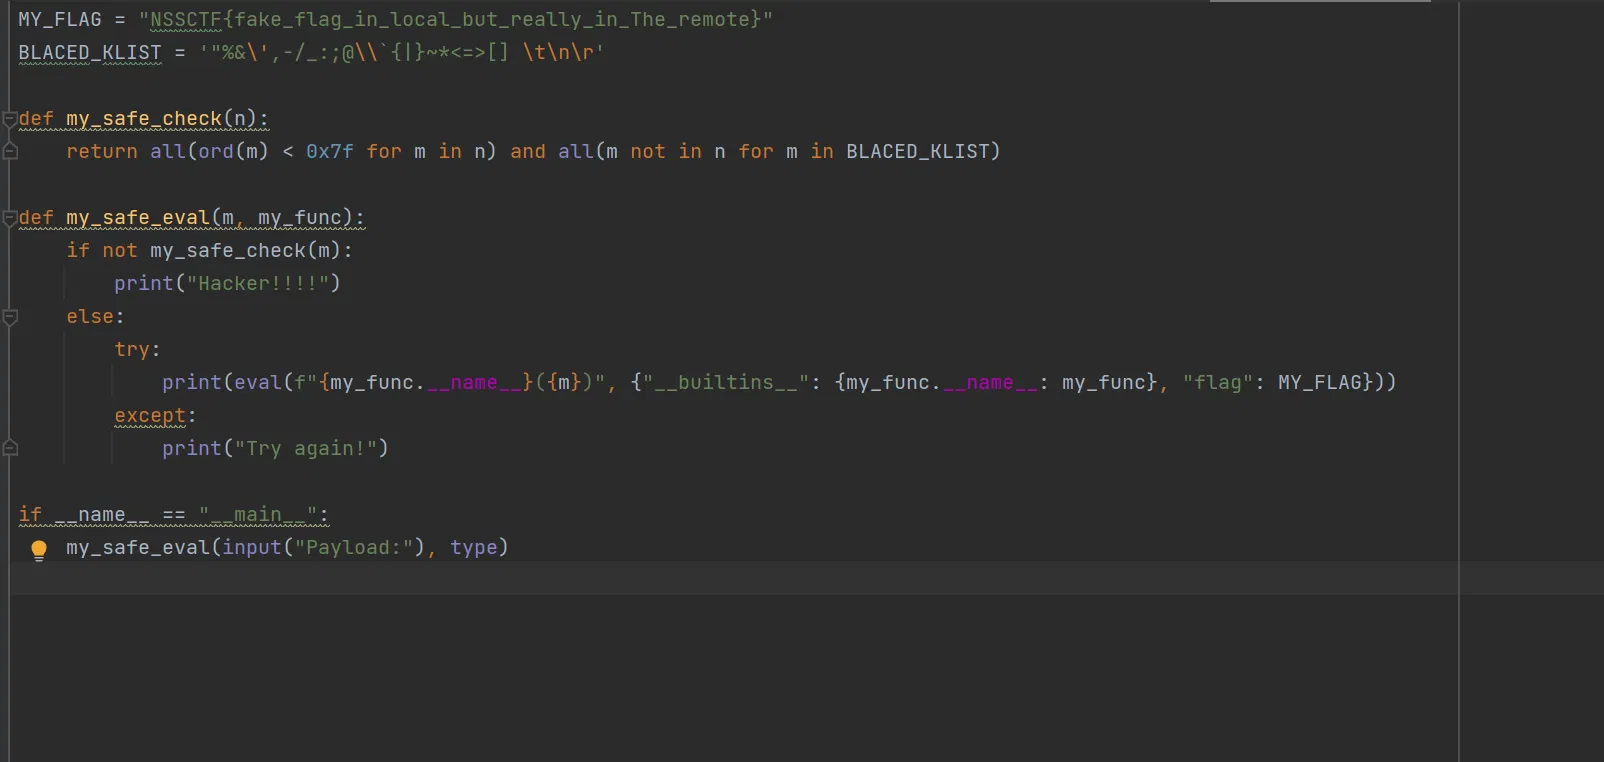 MY_FLAG = "NSSCTF{fake_flag_in_local_but_really_in_The_remote}"
BLACED_KLIST = '"%&\',-/_:;@\\`{|}~*<=>[] \t\n\r'
def my_safe_check(n):
    return all(ord(m) < 0x7f for m in n) and all(m not in n for m in BLACED_KLIST)
def my_safe_eval(m, my_func):
    if not my_safe_check(m):
        print("Hacker!!!!")
    else:
        try:
            print(eval(f"{my_func.__name__}({m})", {"__builtins__": {my_func.__name__: my_func}, "flag": MY_FLAG}))
        except:
            print("Try again!")
if __name__ == "__main__":
    my_safe_eval(input("Payload:"), type)